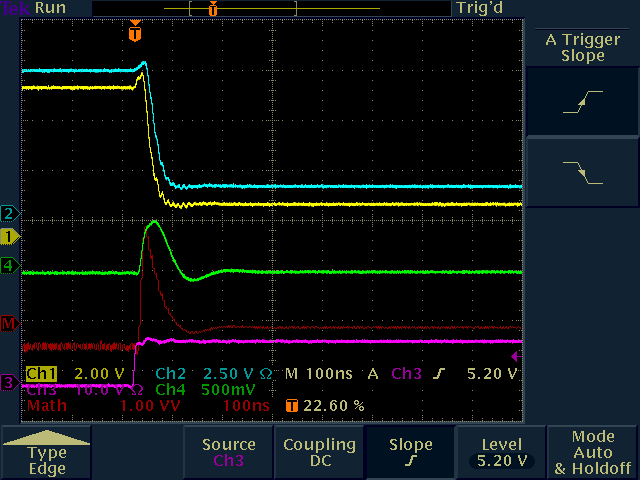 Tek Run Trig'd
T
T
A Trigger
Slope
2
1
4
M
3
Ch1 2.00 V Ch2 2.50 V Ω M 100ns A Ch3 5.20 V
Ch3 10.0 V Ω Ch4 500mV
Math 1.00 VV 100ns T 22.60 %
Type
Edge
Source
Ch3
Coupling
DC
Slope
Level
5.20 V
Mode
Auto
& Holdoff